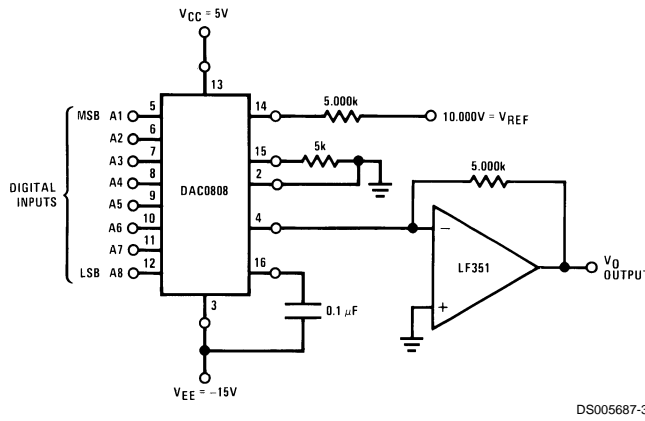 VCC = 5V
13
MSB A1 5
A2 6
A3 7
A4 8
A5 9
A6 10
A7 11
LSB A8 12
DIGITAL
INPUTS
DAC0808
14 5.000k 10.000V = VREF
15 5k
2
4
16
0.1 μF
3
VEE = −15V
5.000k
−
LF351
+
VO
OUTPUT
DS005687-3